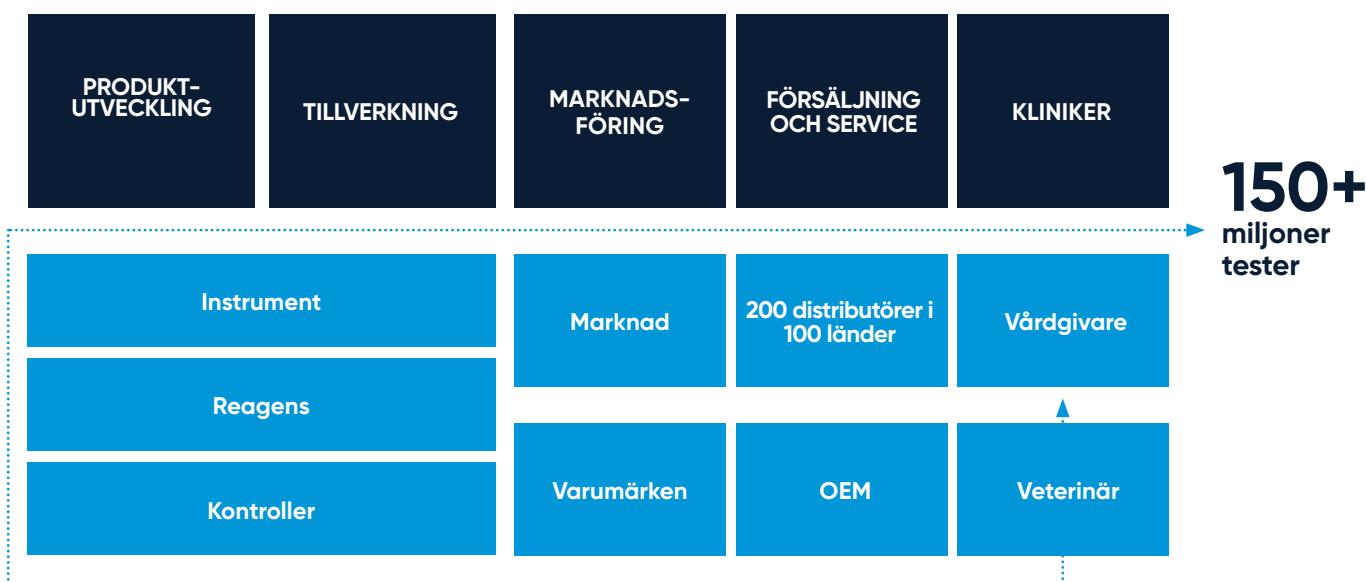 PRODUKT-
UTVECKLING
TILLVERKNING
MARKNADS-
FÖRING
FÖRSÄLJNING
OCH SERVICE
KLINIKER
150+
miljoner
tester
Instrument
Reagens
Kontroller
Marknad
200 distributörer i
100 länder
Vårdgivare
Varumärken
OEM
Veterinär